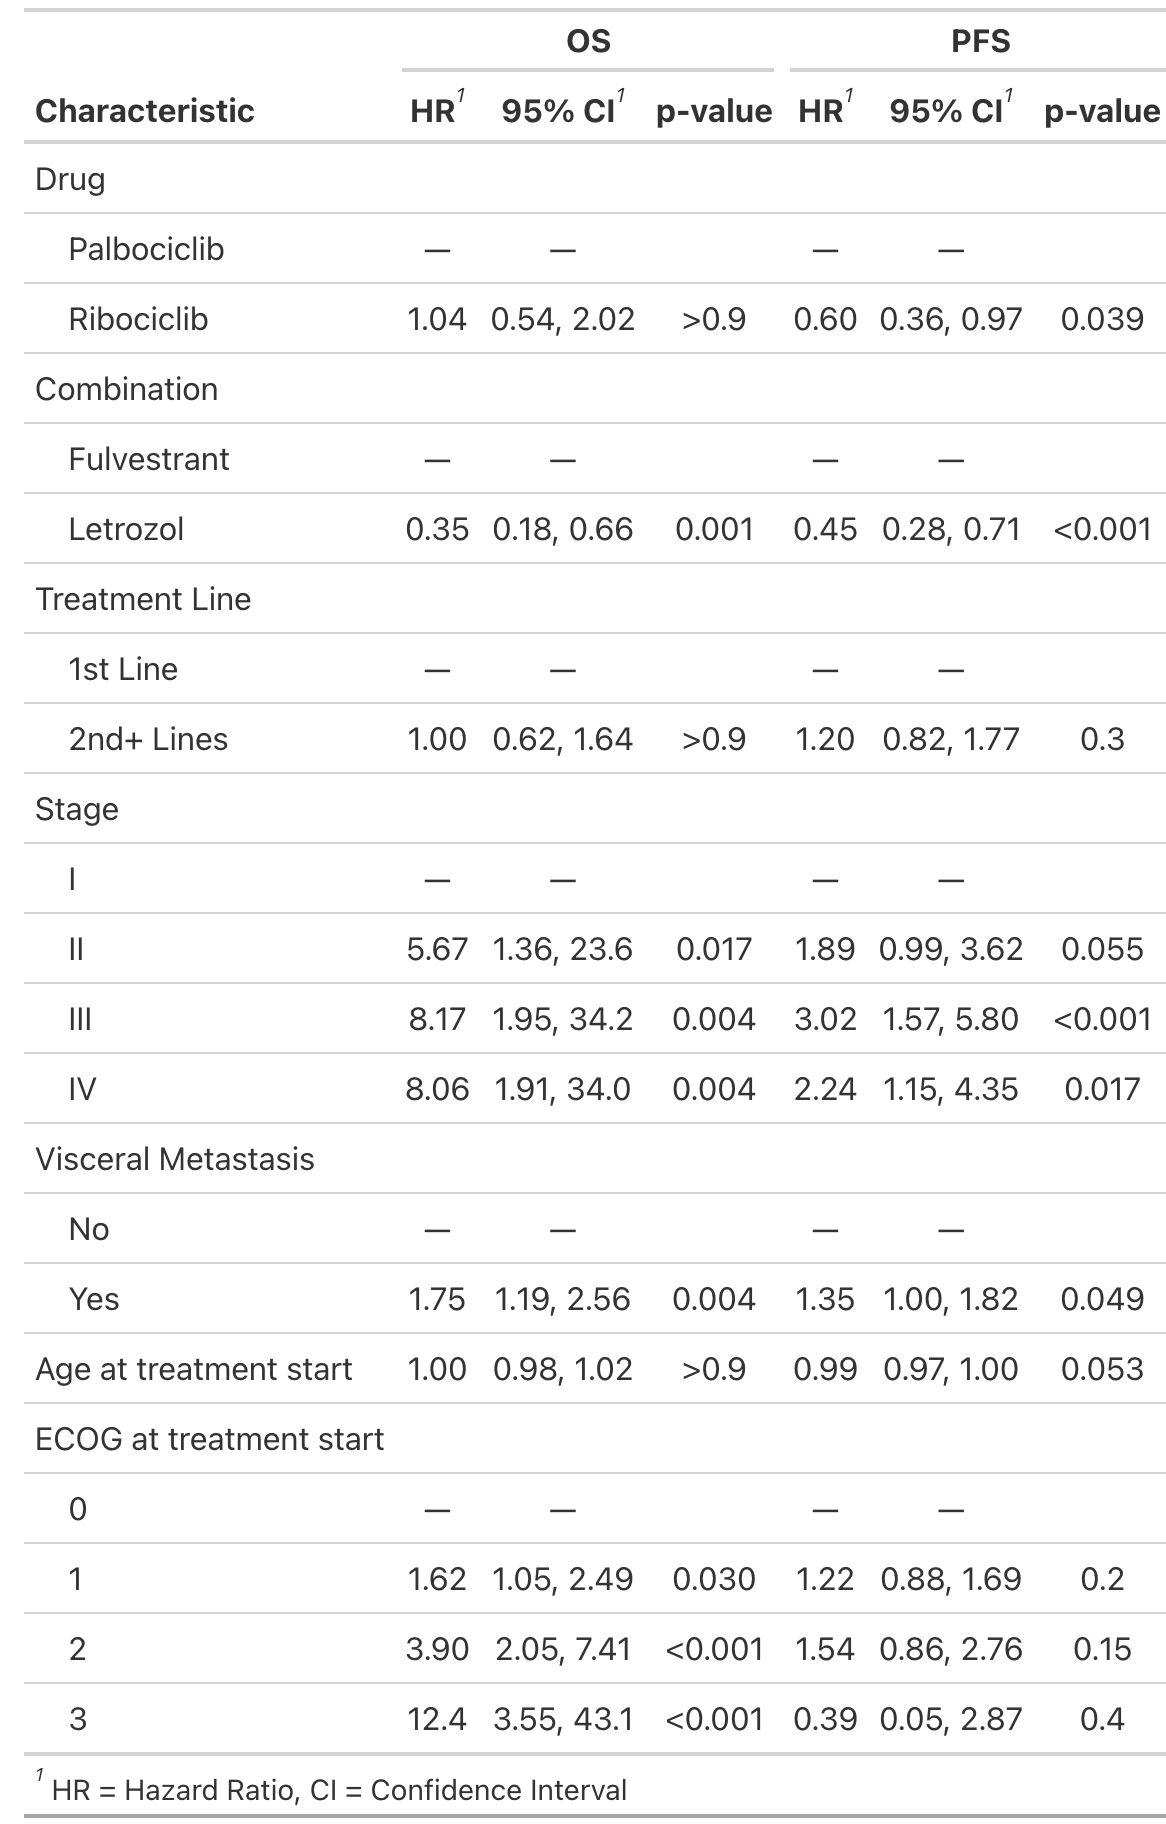 OS PFS
Characteristic HR¹ 95% CI¹ p-value HR¹ 95% CI¹ p-value
Drug
Palbociclib — — — —
Ribociclib 1.04 0.54, 2.02 >0.9 0.60 0.36, 0.97 0.039
Combination
Fulvestrant — — — —
Letrozol 0.35 0.18, 0.66 0.001 0.45 0.28, 0.71 <0.001
Treatment Line
1st Line — — — —
2nd+ Lines 1.00 0.62, 1.64 >0.9 1.20 0.82, 1.77 0.3
Stage
I — — — —
II 5.67 1.36, 23.6 0.017 1.89 0.99, 3.62 0.055
III 8.17 1.95, 34.2 0.004 3.02 1.57, 5.80 <0.001
IV 8.06 1.91, 34.0 0.004 2.24 1.15, 4.35 0.017
Visceral Metastasis
No — — — —
Yes 1.75 1.19, 2.56 0.004 1.35 1.00, 1.82 0.049
Age at treatment start 1.00 0.98, 1.02 >0.9 0.99 0.97, 1.00 0.053
ECOG at treatment start
0 — — — —
1 1.62 1.05, 2.49 0.030 1.22 0.88, 1.69 0.2
2 3.90 2.05, 7.41 <0.001 1.54 0.86, 2.76 0.15
3 12.4 3.55, 43.1 <0.001 0.39 0.05, 2.87 0.4
¹ HR = Hazard Ratio, CI = Confidence Interval